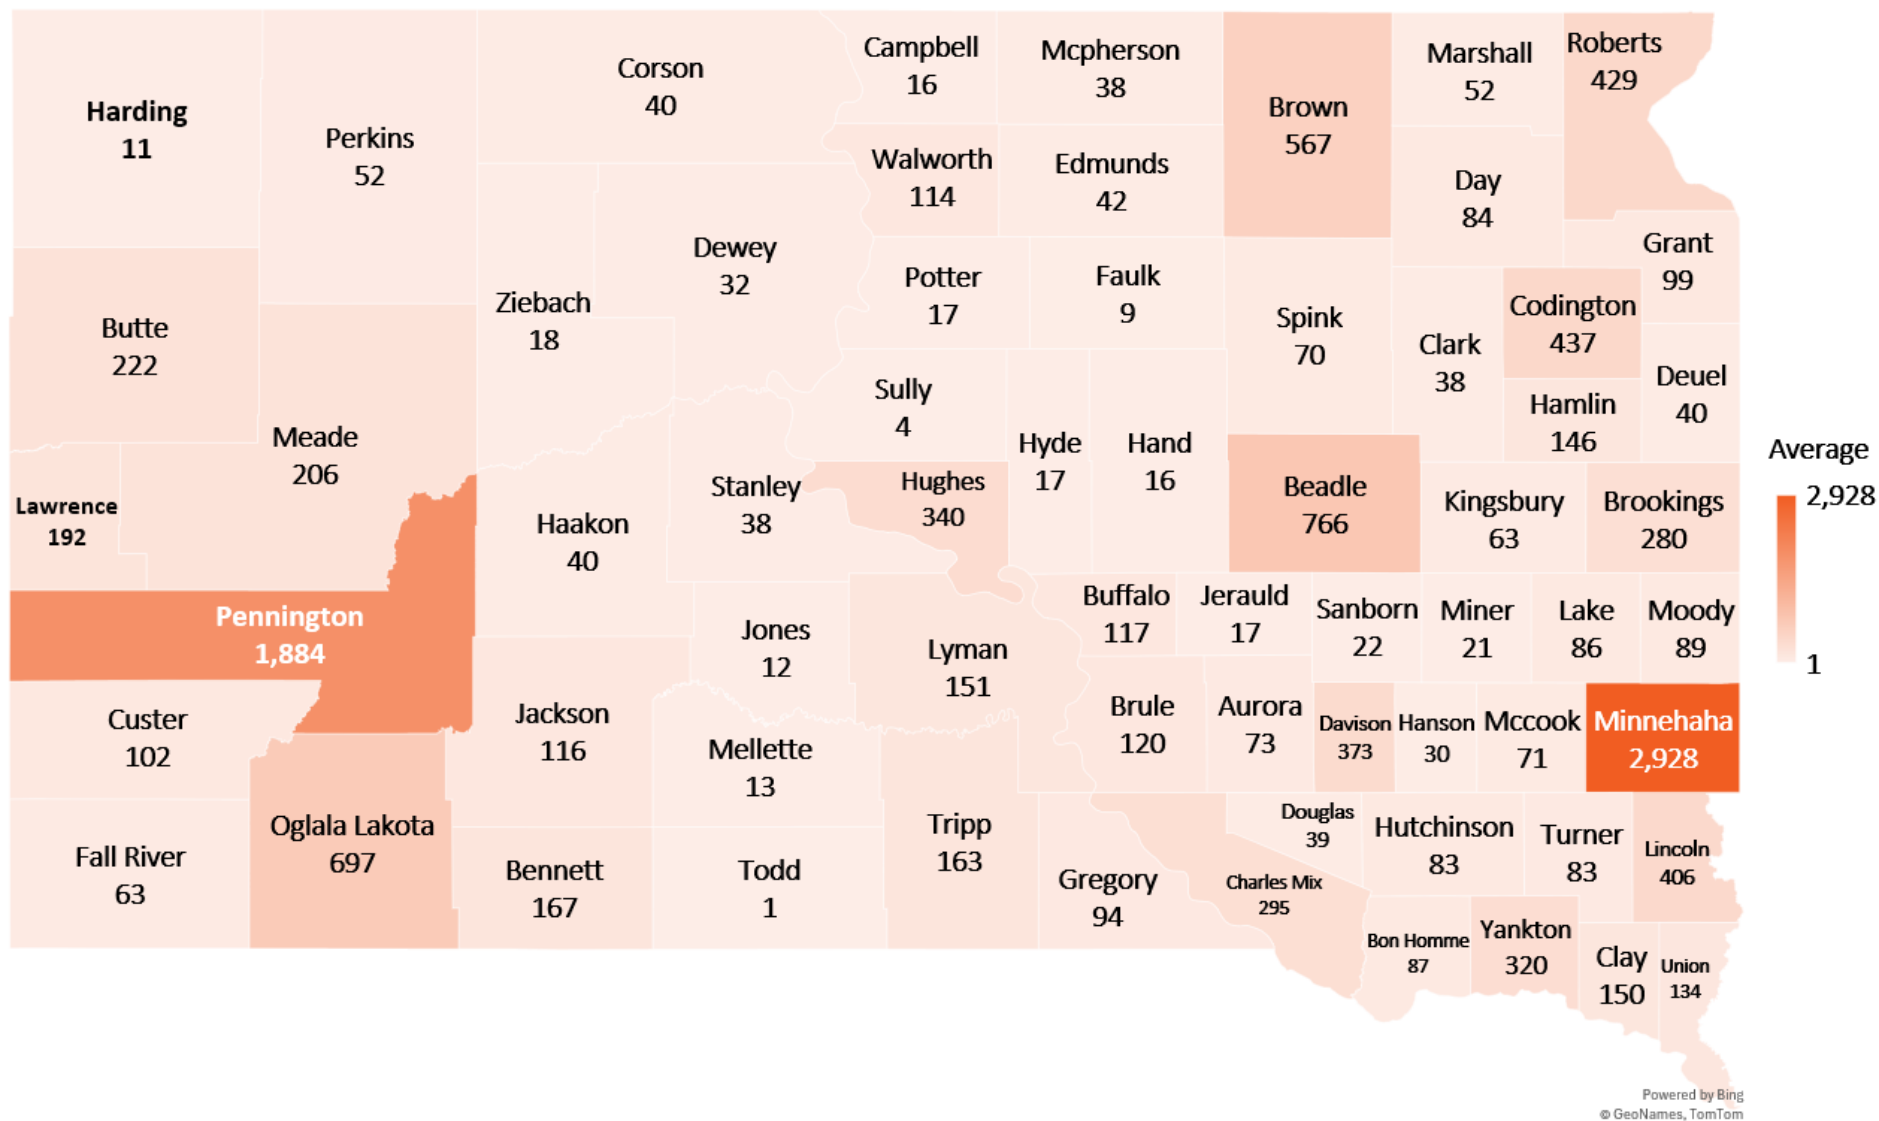 Harding
11
Perkins
52
Corson
40
Campbell
16
Mcpherson
38
Brown
567
Marshall
52
Roberts
429
Walworth
114
Edmunds
42
Day
84
Grant
99
Butte
222
Ziebach
18
Dewey
32
Potter
17
Faulk
9
Spink
70
Clark
38
Codington
437
Deuel
40
Hamlin
146
Meade
206
Lawrence
192
Sully
4
Hyde
17
Hand
16
Haakon
40
Stanley
38
Hughes
340
Beadle
766
Kingsbury
63
Brookings
280
Average
2,928
1
Pennington
1,884
Jones
12
Lyman
151
Buffalo
117
Jerauld
17
Sanborn
22
Miner
21
Lake
86
Moody
89
Custer
102
Jackson
116
Mellette
13
Brule
120
Aurora
73
Davison
373
Hanson
30
Mccook
71
Minnehaha
2,928
Fall River
63
Oglala Lakota
697
Bennett
167
Todd
1
Tripp
163
Gregory
94
Charles Mix
295
Douglas
39
Hutchinson
83
Turner
83
Lincoln
406
Bon Homme
87
Yankton
320
Clay
150
Union
134
Powered by Bing
© GeoNames, TomTom